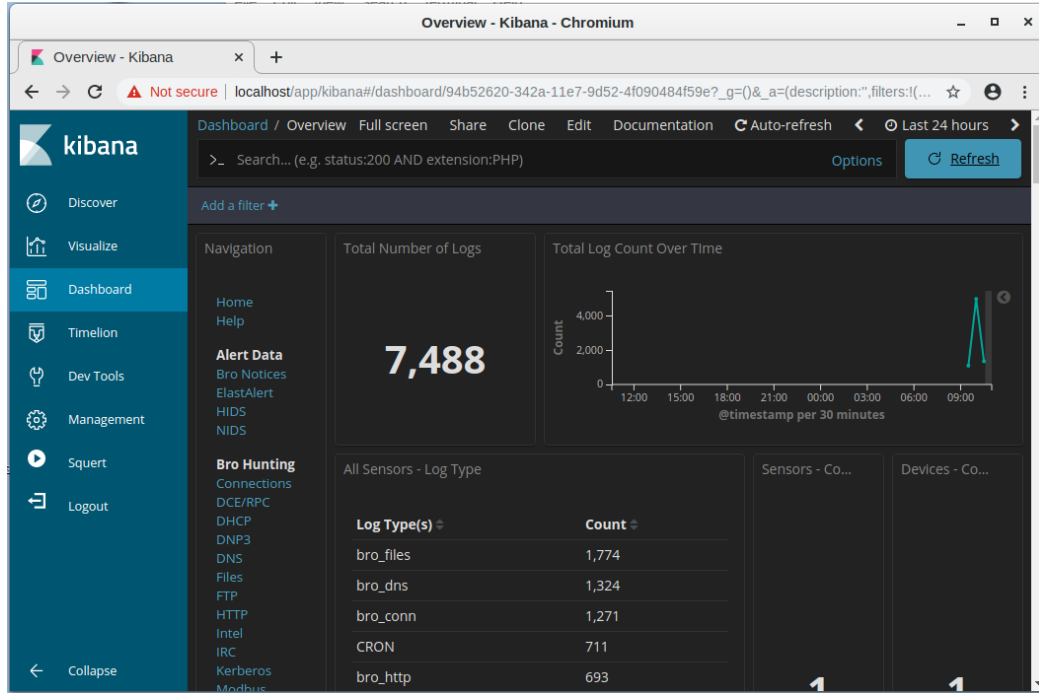 Overview - Kibana - Chromium
Overview - Kibana
Not secure | localhost/app/kibana#/dashboard/94b52620-342a-11e7-9d52-4f090484f59e?_g=()&_a=(description:'',filters:!(...
kibana
Discover
Visualize
Dashboard
Timelion
Dev Tools
Management
Squert
Logout
Collapse
Dashboard / Overview Full screen Share Clone Edit Documentation Auto-refresh Last 24 hours
>_ Search... (e.g. status:200 AND extension:PHP) Options Refresh
Add a filter +
Navigation
Home
Help
Alert Data
Bro Notices
ElastAlert
HIDS
NIDS
Bro Hunting
Connections
DCE/RPC
DHCP
DNP3
DNS
Files
FTP
HTTP
Intel
IRC
Kerberos
Modbus
Total Number of Logs
7,488
Total Log Count Over TIme
Count
4,000
2,000
0
12:00 15:00 18:00 21:00 00:00 03:00 06:00 09:00
@timestamp per 30 minutes
All Sensors - Log Type
Log Type(s) Count
bro_files 1,774
bro_dns 1,324
bro_conn 1,271
CRON 711
bro_http 693
Sensors - Co...
1
Devices - Co...
1